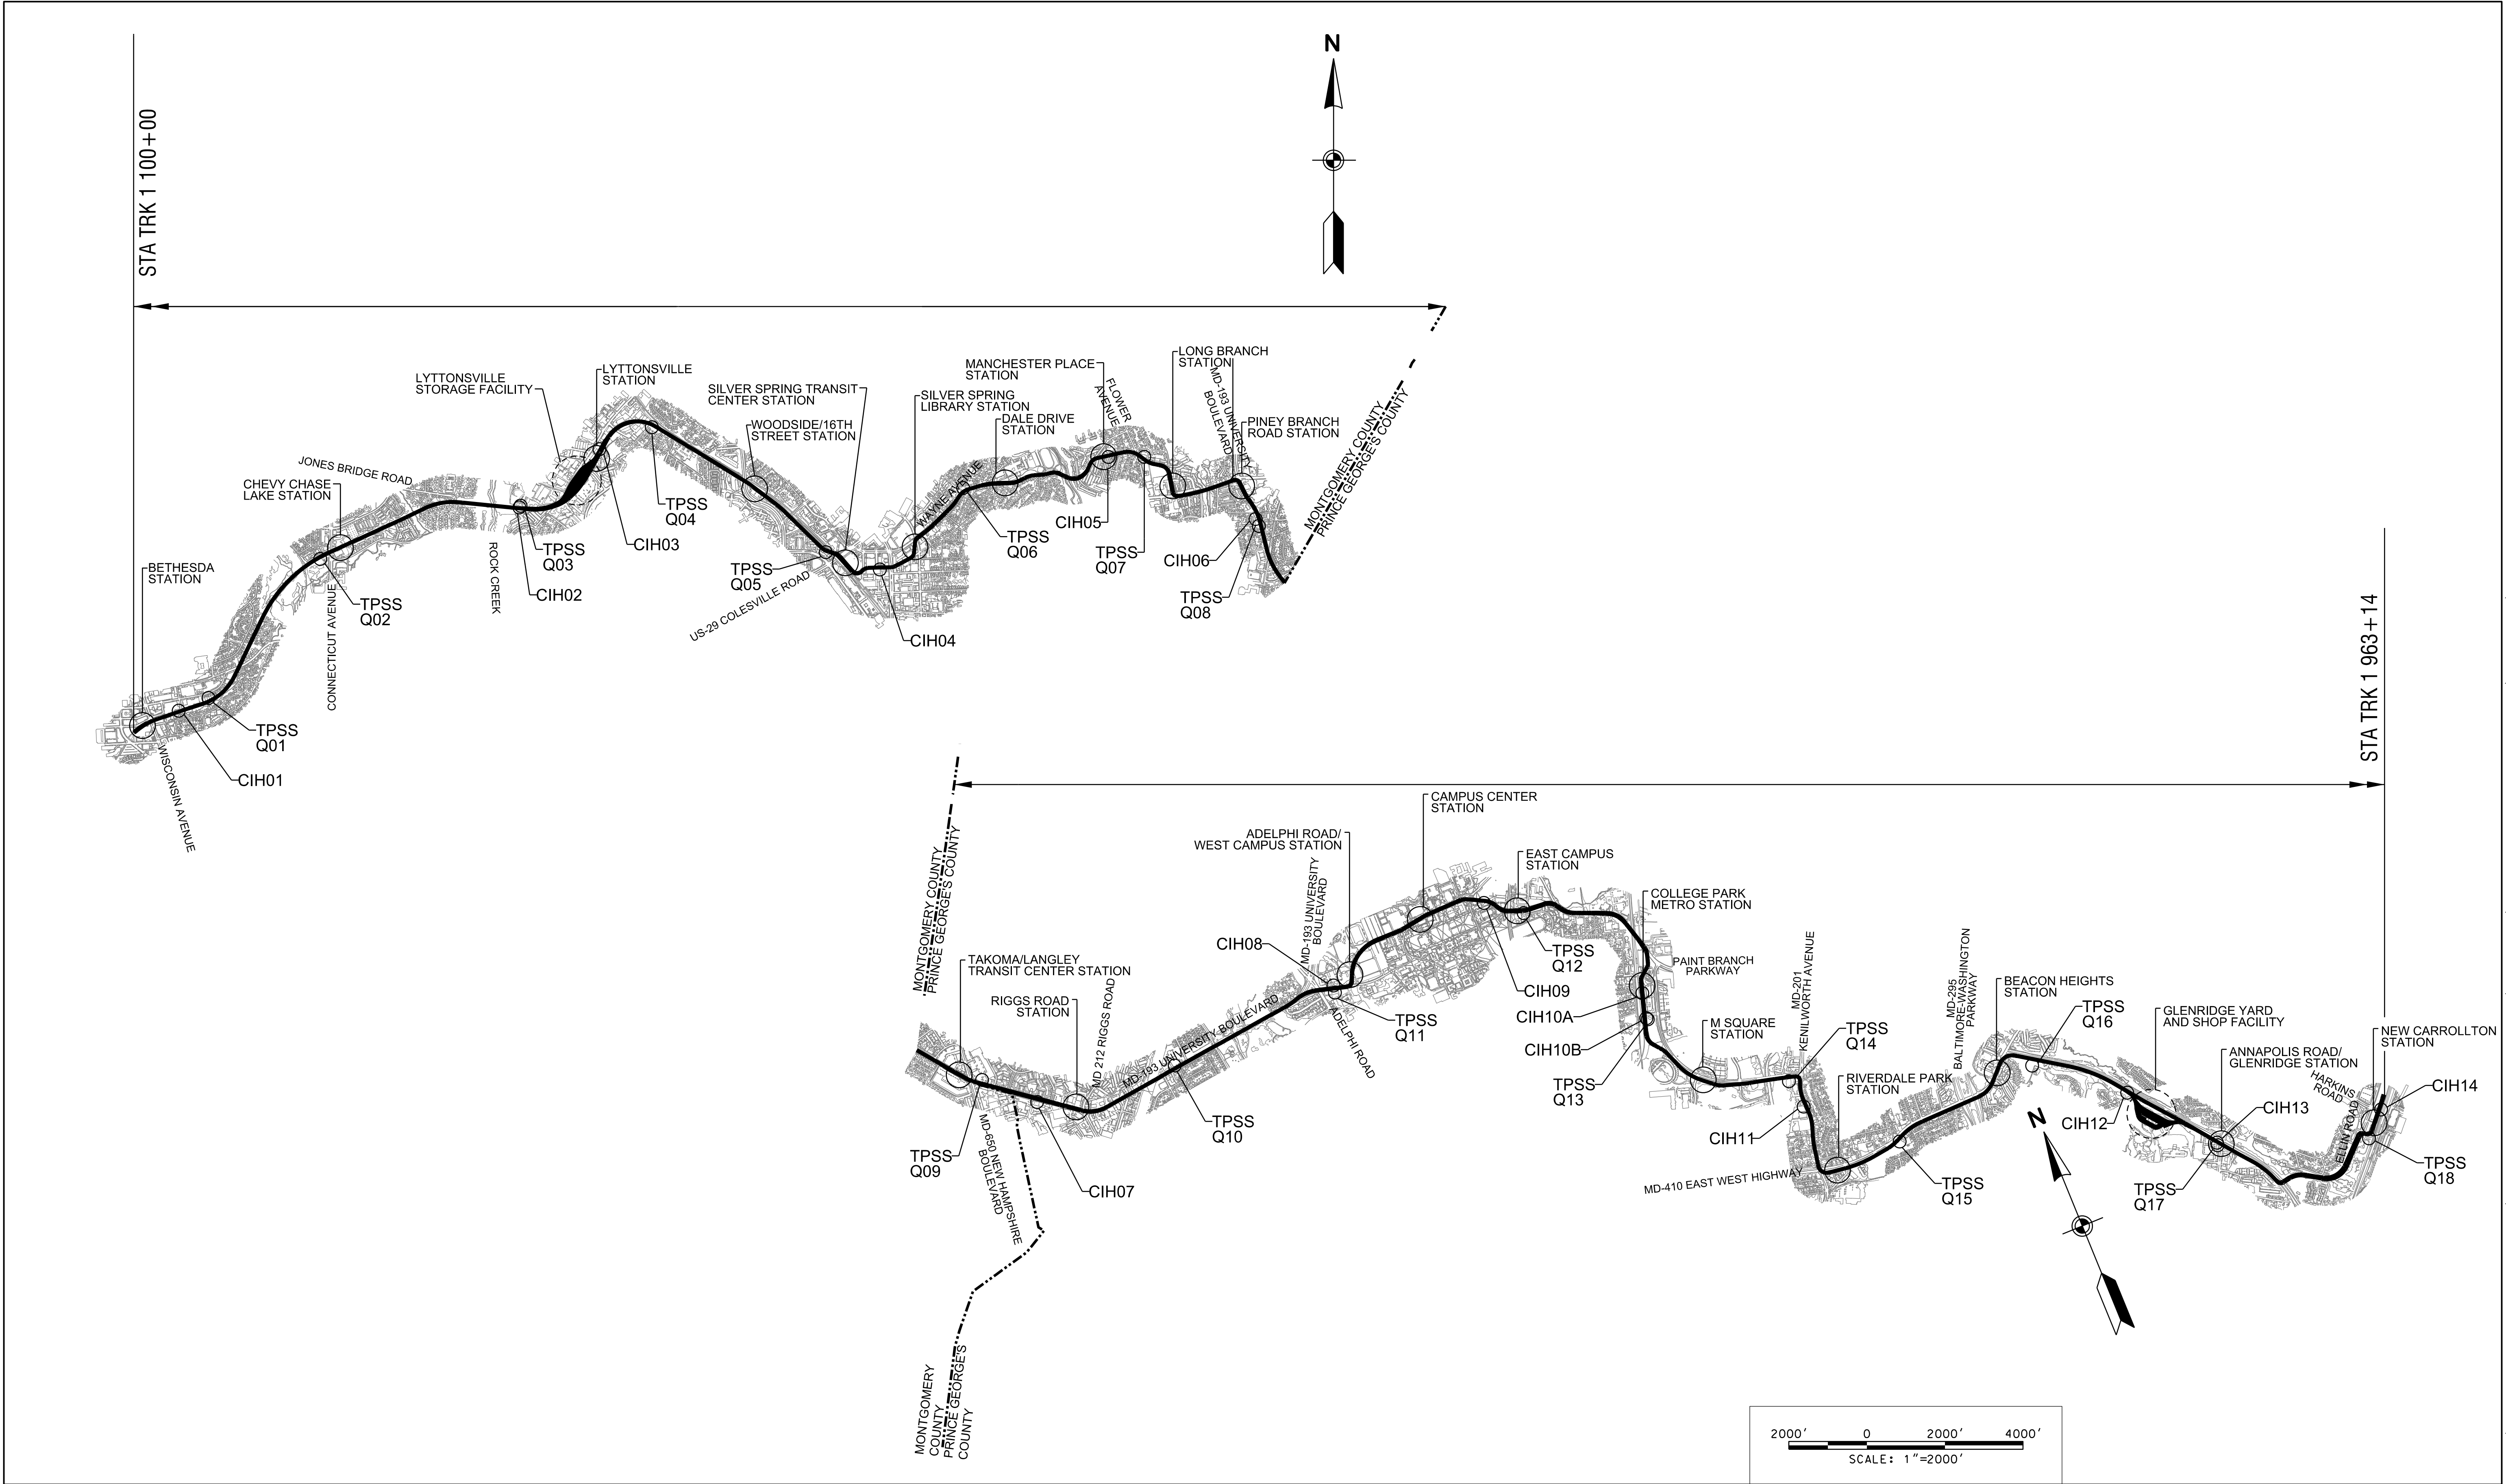 N
STA TRK 1 100+00
LYTTONSVILLE
STORAGE FACILITY
LYTTONSVILLE
STATION
SILVER SPRING TRANSIT
CENTER STATION
WOODSIDE/16TH
STREET STATION
SILVER SPRING
LIBRARY STATION
MANCHESTER PLACE
STATION
DALE DRIVE
STATION
FLOWER
AVENUE
LONG BRANCH
STATION
MD-193 UNIVERSITY
BOULEVARD
PINEY BRANCH
ROAD STATION
MONTGOMERY COUNTY
PRINCE GEORGE'S COUNTY
JONES BRIDGE ROAD
CHEVY CHASE
LAKE STATION
BETHESDA
STATION
WISCONSIN AVENUE
CIH01
TPSS
Q01
CONNECTICUT AVENUE
TPSS
Q02
ROCK CREEK
TPSS
Q03
CIH02
CIH03
TPSS
Q04
TPSS
Q05
US-29 COLESVILLE ROAD
CIH04
WAYNE AVENUE
TPSS
Q06
CIH05
TPSS
Q07
CIH06
TPSS
Q08
STA TRK 1 963+14
MONTGOMERY COUNTY
PRINCE GEORGE'S COUNTY
TAKOMA/LANGLEY
TRANSIT CENTER STATION
RIGGS ROAD
STATION
MD 212 RIGGS ROAD
MD-193 UNIVERSITY BOULEVARD
TPSS
Q09
MD-650 NEW HAMPSHIRE
BOULEVARD
CIH07
TPSS
Q10
MONTGOMERY
COUNTY
PRINCE GEORGE'S
COUNTY
CIH08
MD-193 UNIVERSITY
BOULEVARD
ADELPHI ROAD/
WEST CAMPUS STATION
ADELPHI ROAD
TPSS
Q11
CAMPUS CENTER
STATION
CIH09
EAST CAMPUS
STATION
TPSS
Q12
COLLEGE PARK
METRO STATION
PAINT BRANCH
PARKWAY
CIH10A
CIH10B
TPSS
Q13
M SQUARE
STATION
MD-201
KENILWORTH AVENUE
TPSS
Q14
CIH11
RIVERDALE PARK
STATION
MD-410 EAST WEST HIGHWAY
TPSS
Q15
MD-295
BALTIMORE-WASHINGTON
PARKWAY
BEACON HEIGHTS
STATION
TPSS
Q16
GLENRIDGE YARD
AND SHOP FACILITY
CIH12
ANNAPOLIS ROAD/
GLENRIDGE STATION
CIH13
TPSS
Q17
HARKINS
ROAD
ELLIN ROAD
NEW CARROLLTON
STATION
CIH14
TPSS
Q18
N
2000' 0 2000' 4000'
SCALE: 1"=2000'